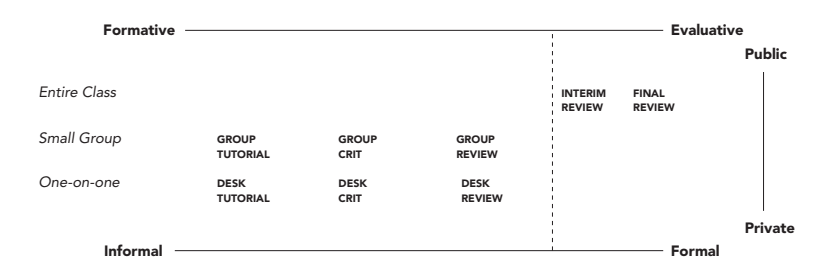 Formative Evaluative
Public
Entire Class INTERIM FINAL
REVIEW REVIEW
Small Group GROUP GROUP GROUP
TUTORIAL CRIT REVIEW
One-on-one DESK DESK DESK
TUTORIAL CRIT REVIEW
Private
Informal Formal